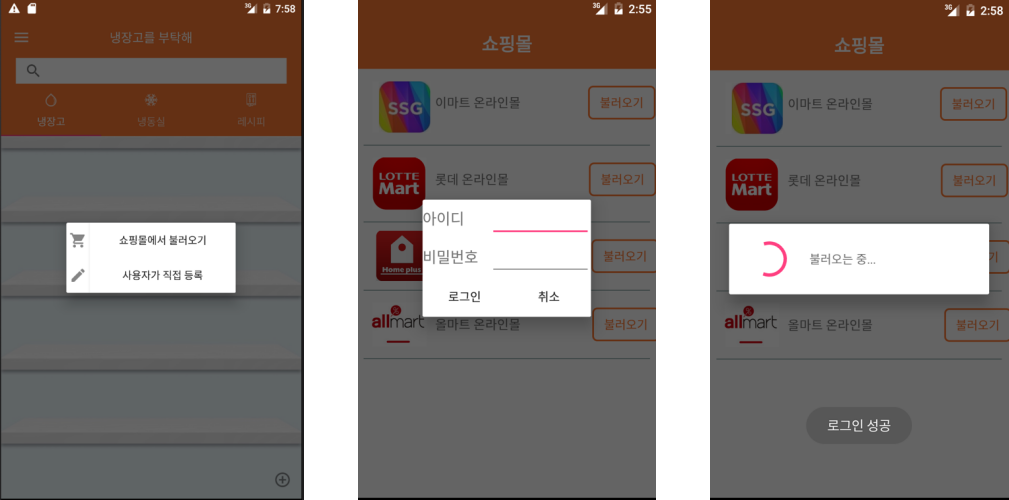 3G 7:58
냉장고를 부탁해
냉장고 냉동실 레시피
쇼핑몰에서 불러오기
사용자가 직접 등록
3G 2:55
쇼핑몰
SSG 이마트 온라인몰 불러오기
LOTTE Mart 롯데 온라인몰 불러오기
아이디
Home plus 비밀번호 불러오기
로그인 취소
allmart 올마트 온라인몰 불러오기
3G 2:58
쇼핑몰
SSG 이마트 온라인몰 불러오기
LOTTE Mart 롯데 온라인몰 불러오기
불러오는 중...
allmart 올마트 온라인몰 불러오기
로그인 성공